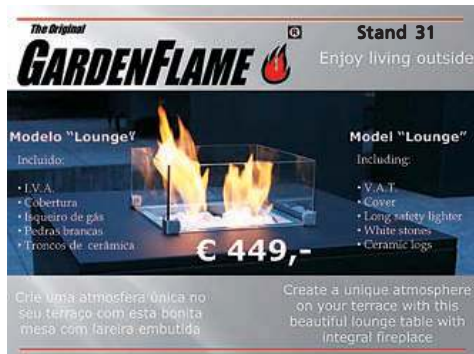 The Original
GARDENFLAME
®
Stand 31
Enjoy living outside
Modelo "Lounge"
Incluido:
• I.V.A.
• Cobertura
• Isqueiro de gás
• Pedras brancas
• Troncos de cerâmica
Model "Lounge"
Including:
• V.A.T.
• Cover
• Long safety lighter
• White stones
• Ceramic logs
€ 449,-
Crie uma atmosfera única no
seu terraço com esta bonita
mesa com lareira embutida
Create a unique atmosphere
on your terrace with this
beautiful lounge table with
integral fireplace